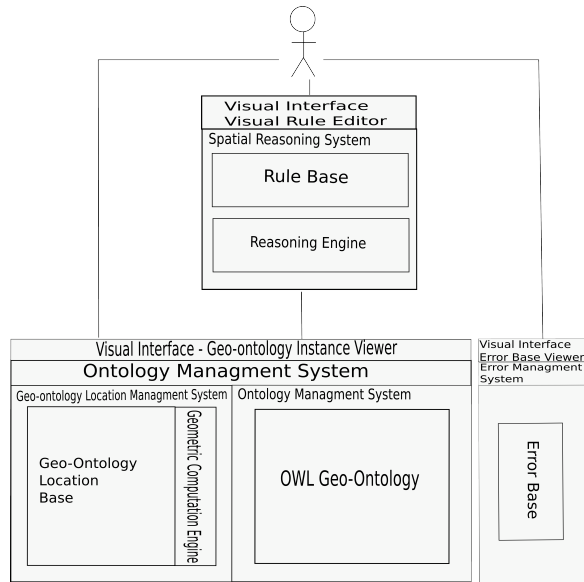 Visual Interface
Visual Rule Editor
Spatial Reasoning System
Rule Base
Reasoning Engine
Visual Interface - Geo-ontology Instance Viewer
Ontology Managment System
Geo-ontology Location Managment System
Geo-Ontology
Location
Base
Geometric Computation Engine
Ontology Managment System
OWL Geo-Ontology
Visual Interface
Error Base Viewer
Error Managment
System
Error Base